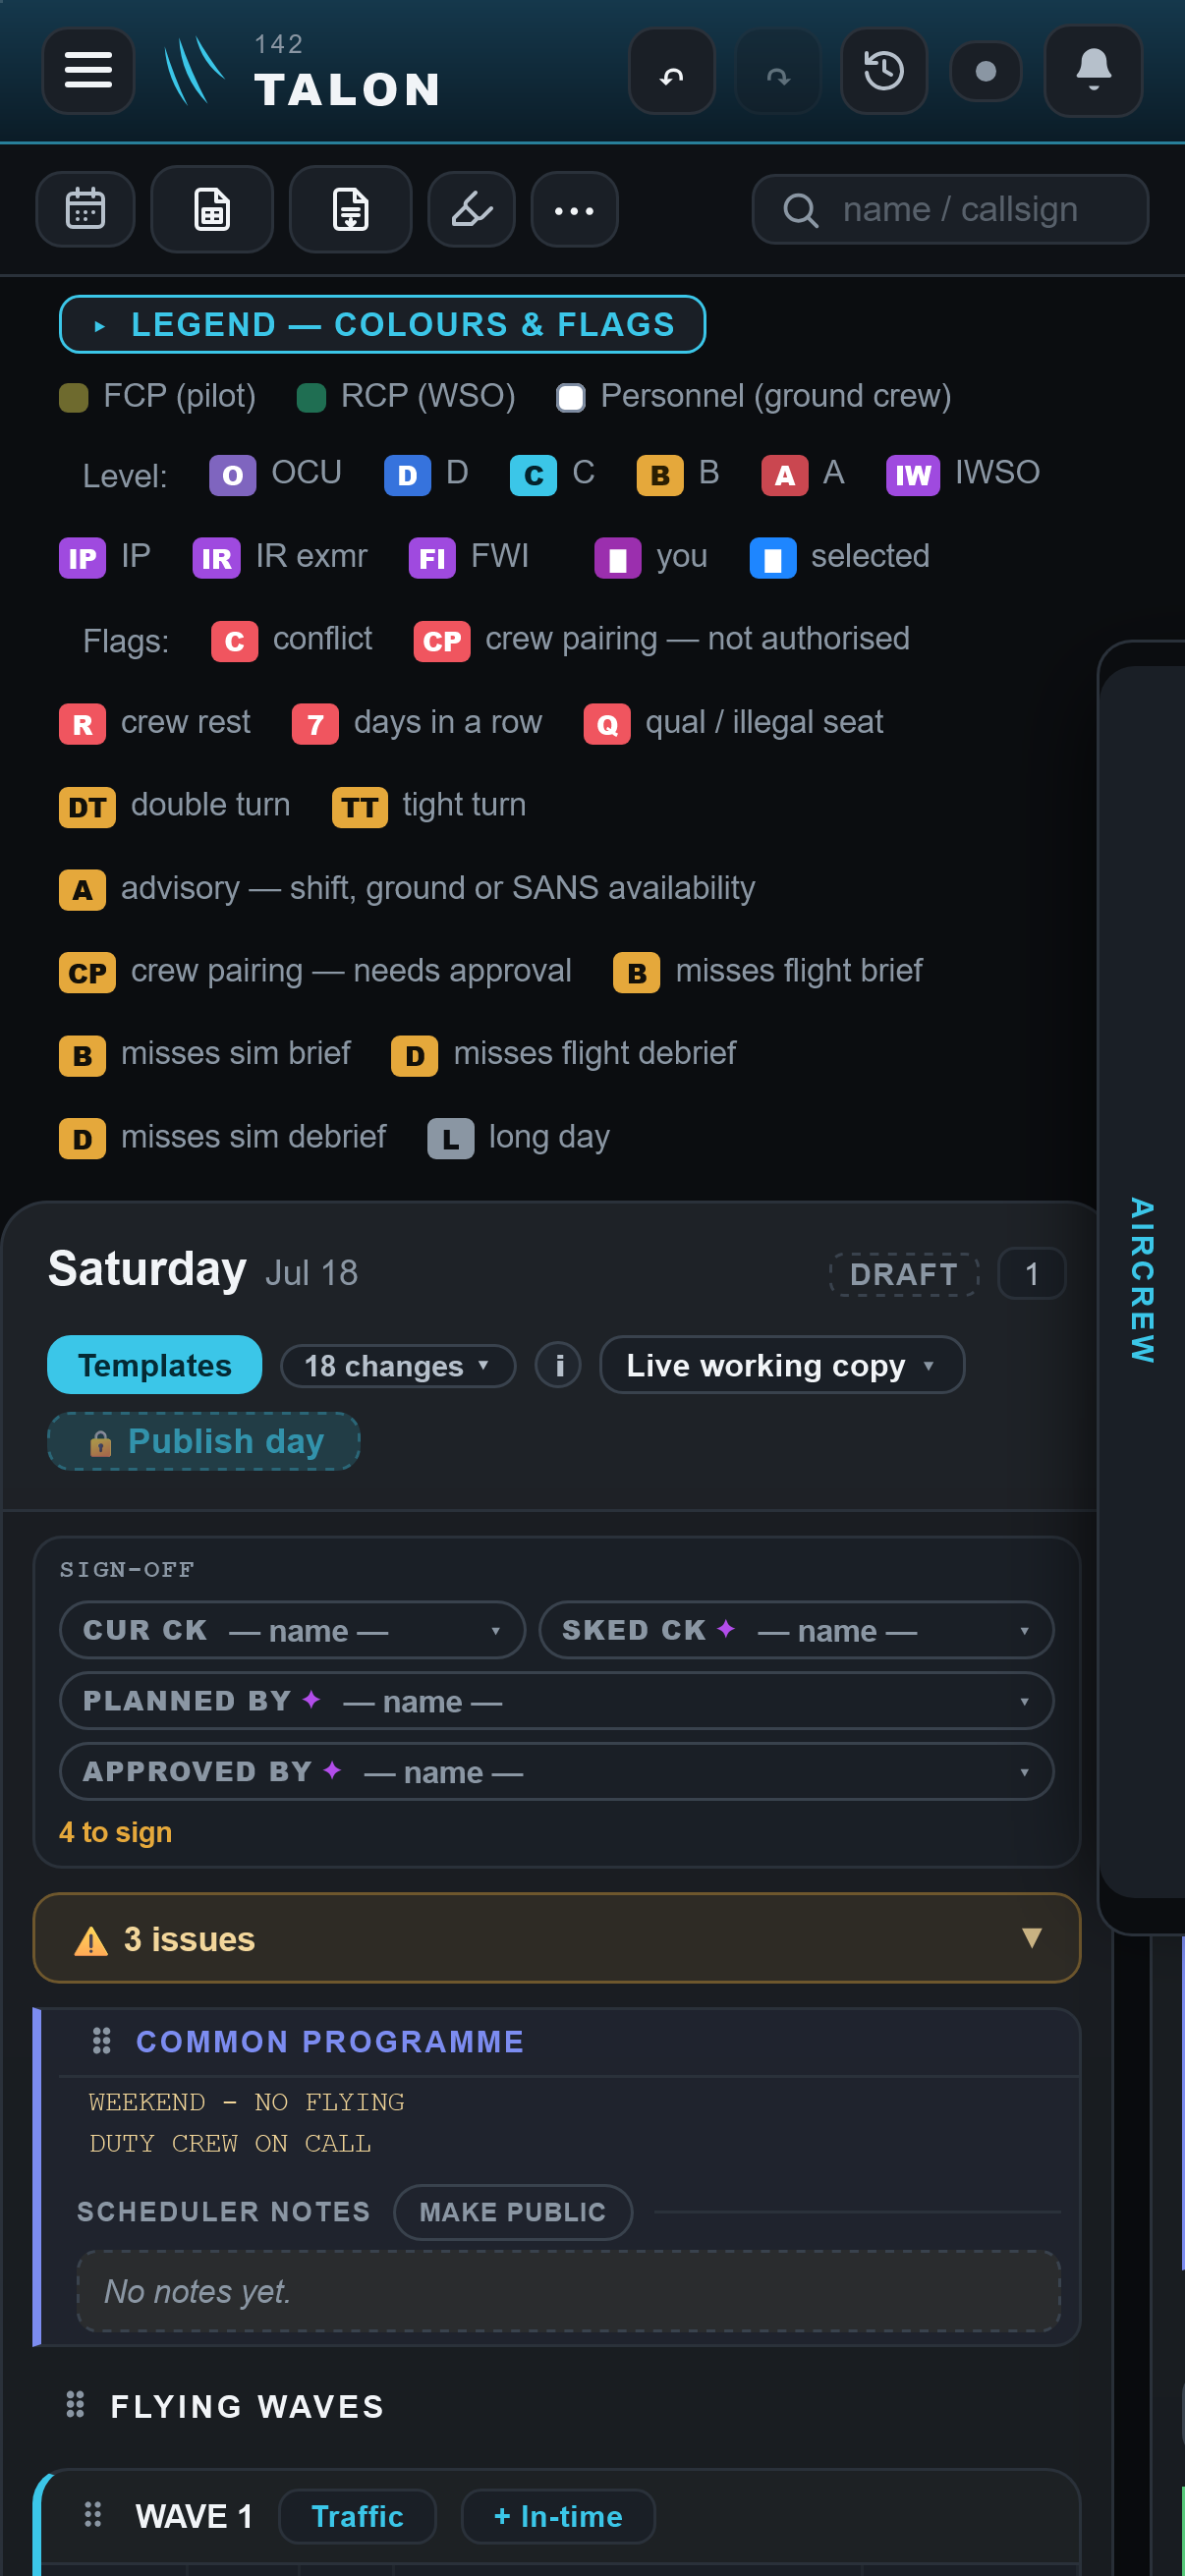 142
TALON
name / callsign
▸ LEGEND — COLOURS & FLAGS
FCP (pilot) RCP (WSO) Personnel (ground crew)
Level: O OCU D D C C B B A A IW IWSO
IP IP IR IR exmr FI FWI you selected
Flags: C conflict CP crew pairing — not authorised
R crew rest 7 days in a row Q qual / illegal seat
DT double turn TT tight turn
A advisory — shift, ground or SANS availability
CP crew pairing — needs approval B misses flight brief
B misses sim brief D misses flight debrief
D misses sim debrief L long day
AIRCREW
Saturday Jul 18 DRAFT 1
Templates 18 changes ▾ i Live working copy ▾
Publish day
SIGN-OFF
CUR CK — name — ▾ SKED CK ✦ — name — ▾
PLANNED BY ✦ — name — ▾
APPROVED BY ✦ — name — ▾
4 to sign
⚠ 3 issues ▼
COMMON PROGRAMME
WEEKEND – NO FLYING
DUTY CREW ON CALL
SCHEDULER NOTES MAKE PUBLIC
No notes yet.
FLYING WAVES
WAVE 1 Traffic + In-time